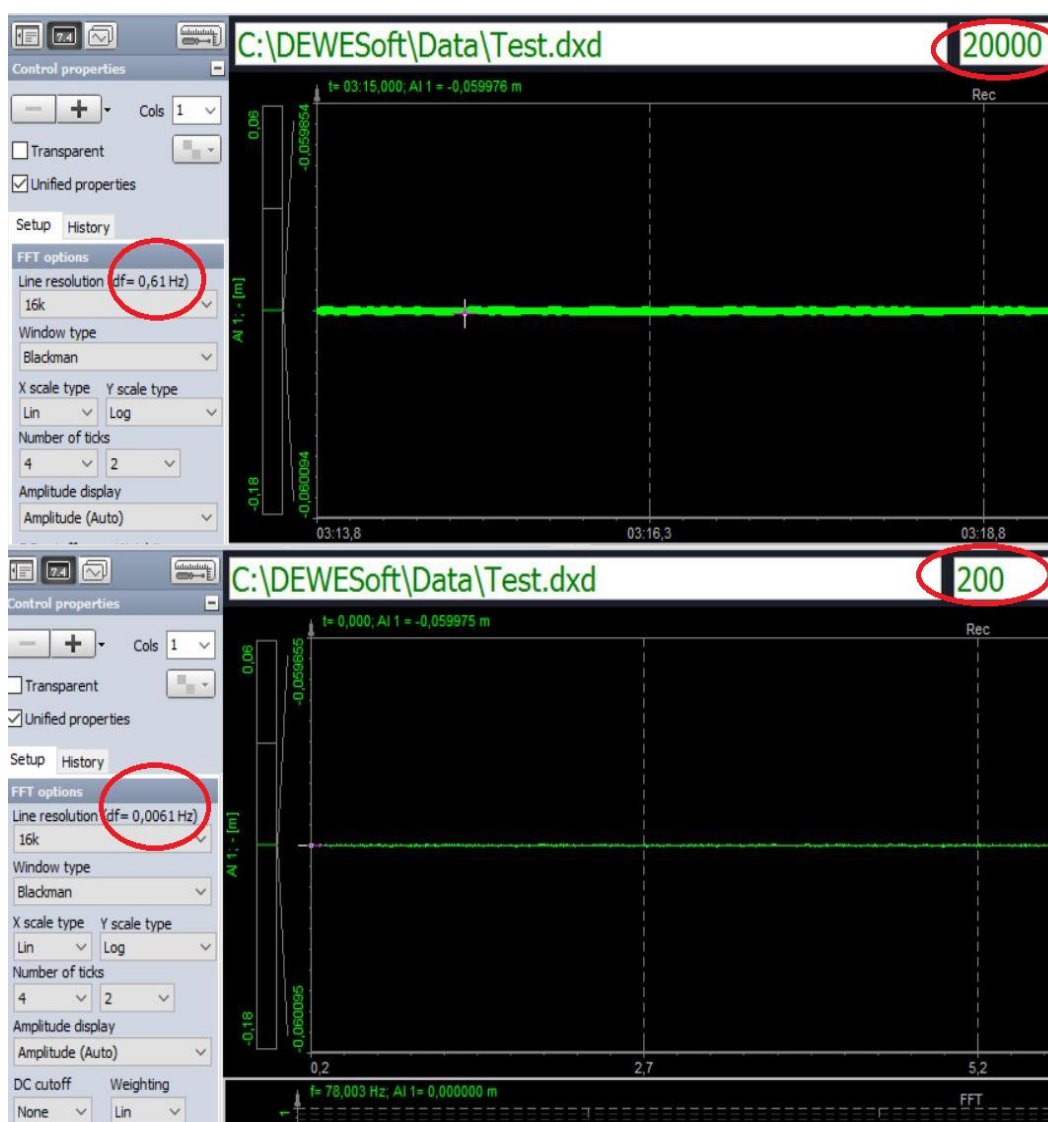 7.4
C:\DEWESoft\Data\Test.dxd
20000
Control properties
t= 03:15,000; AI 1 = -0,059976 m
Rec
Cols 1
Transparent
Unified properties
Setup History
FFT options
Line resolution (df= 0,61 Hz)
16k
Window type
Blackman
X scale type Y scale type
Lin Log
Number of ticks
4 2
Amplitude display
Amplitude (Auto)
0,06
-0,059854
AI 1; - [m]
-0,18
-0,060094
03:13,8 03:16,3 03:18,8
7.4
C:\DEWESoft\Data\Test.dxd
200
Control properties
t= 0,000; AI 1 = -0,059975 m
Rec
Cols 1
Transparent
Unified properties
Setup History
FFT options
Line resolution (df= 0,0061 Hz)
16k
Window type
Blackman
X scale type Y scale type
Lin Log
Number of ticks
4 2
Amplitude display
Amplitude (Auto)
DC cutoff Weighting
None Lin
0,06
-0,059855
AI 1; - [m]
-0,18
-0,060095
0,2 2,7 5,2
f= 78,003 Hz; AI 1= 0,000000 m
FFT
1